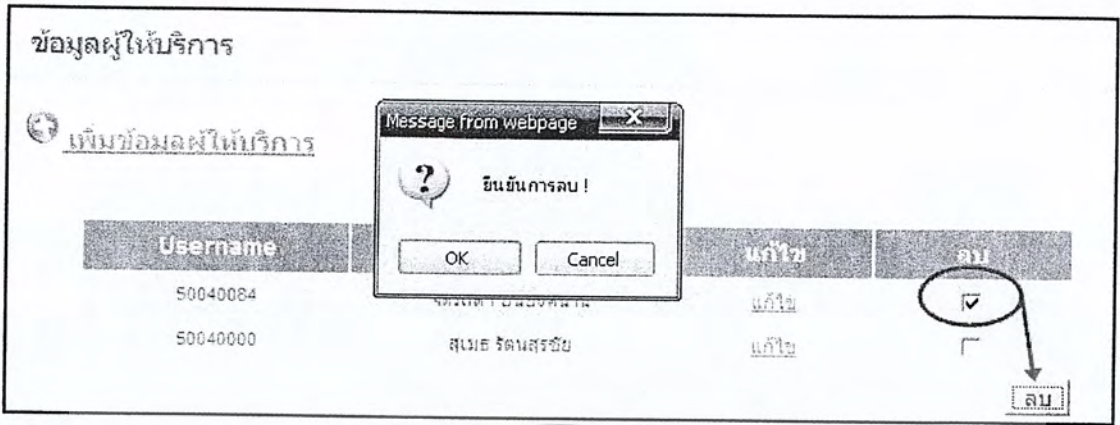 ข้อมูลผู้ให้บริการ
เพิ่มข้อมูลผู้ให้บริการ
Message from webpage
ยืนยันการลบ !
OK Cancel
Username แก้ไข ลบ
50040084 แก้ไข
50040000 สุเมธ รัตนสุรชัย แก้ไข
ลบ